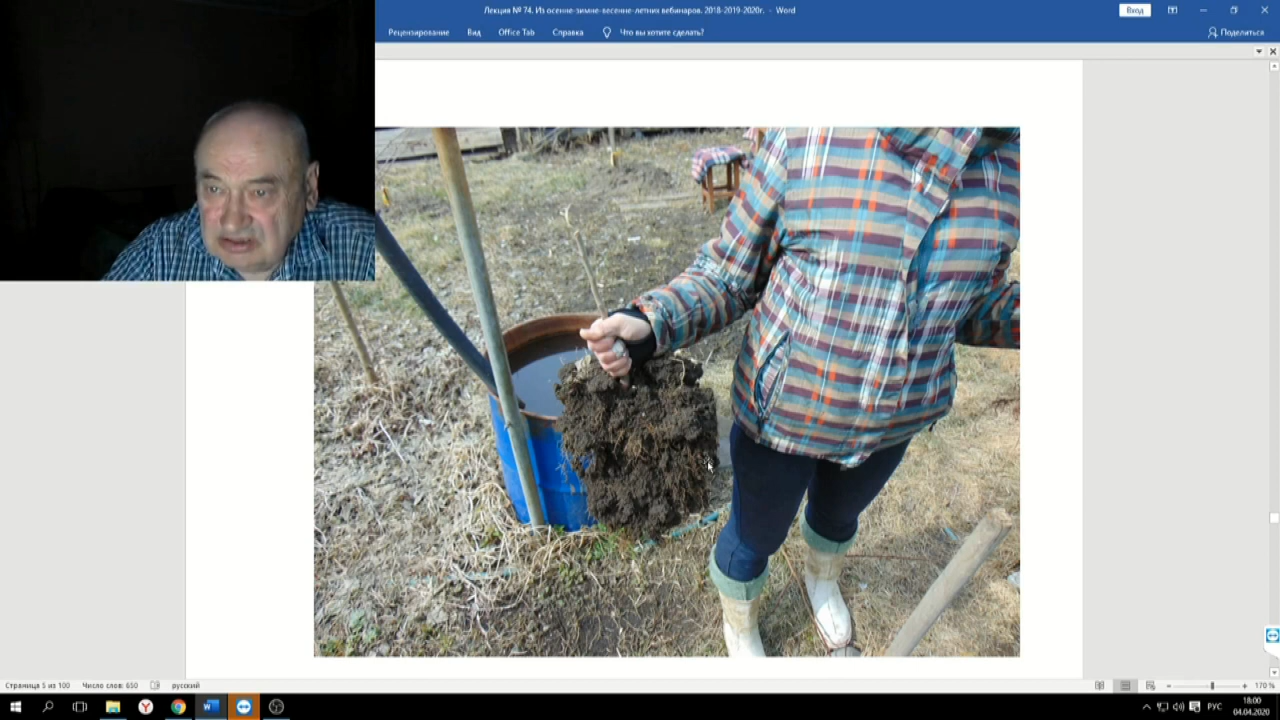 Лекция № 74. Из осенне-зимне-весенне-летних вебинаров. 2018-2019-2020г. - Word
Вход
Рецензирование Вид Office Tab Справка Что вы хотите сделать? Поделиться
Страница 5 из 100 Число слов: 650 русский 170 %
РУС
18:00
04.04.2020